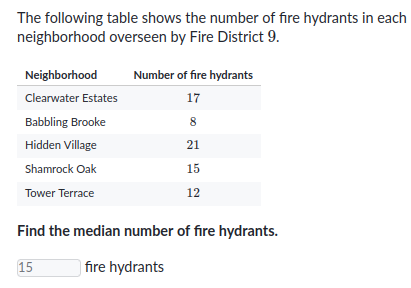 The following table shows the number of fire hydrants in each
neighborhood overseen by Fire District 9.
Neighborhood Number of fire hydrants
Clearwater Estates 17
Babbling Brooke 8
Hidden Village 21
Shamrock Oak 15
Tower Terrace 12
Find the median number of fire hydrants.
15 fire hydrants